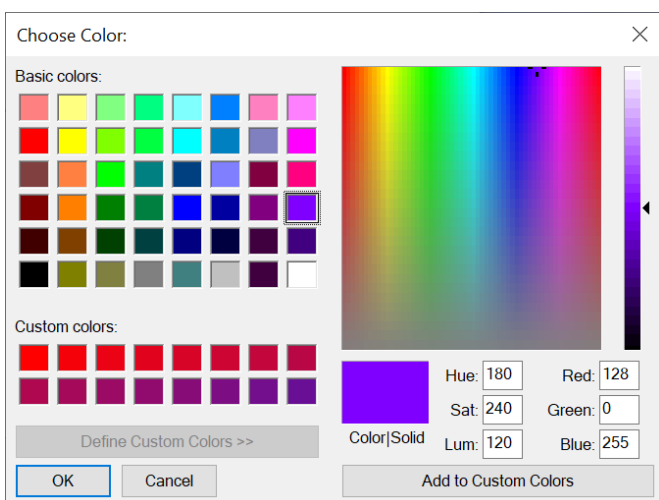 Choose Color:
Basic colors:
Custom colors:
Define Custom Colors >>
OK Cancel
Color|Solid
Hue: 180 Red: 128
Sat: 240 Green: 0
Lum: 120 Blue: 255
Add to Custom Colors